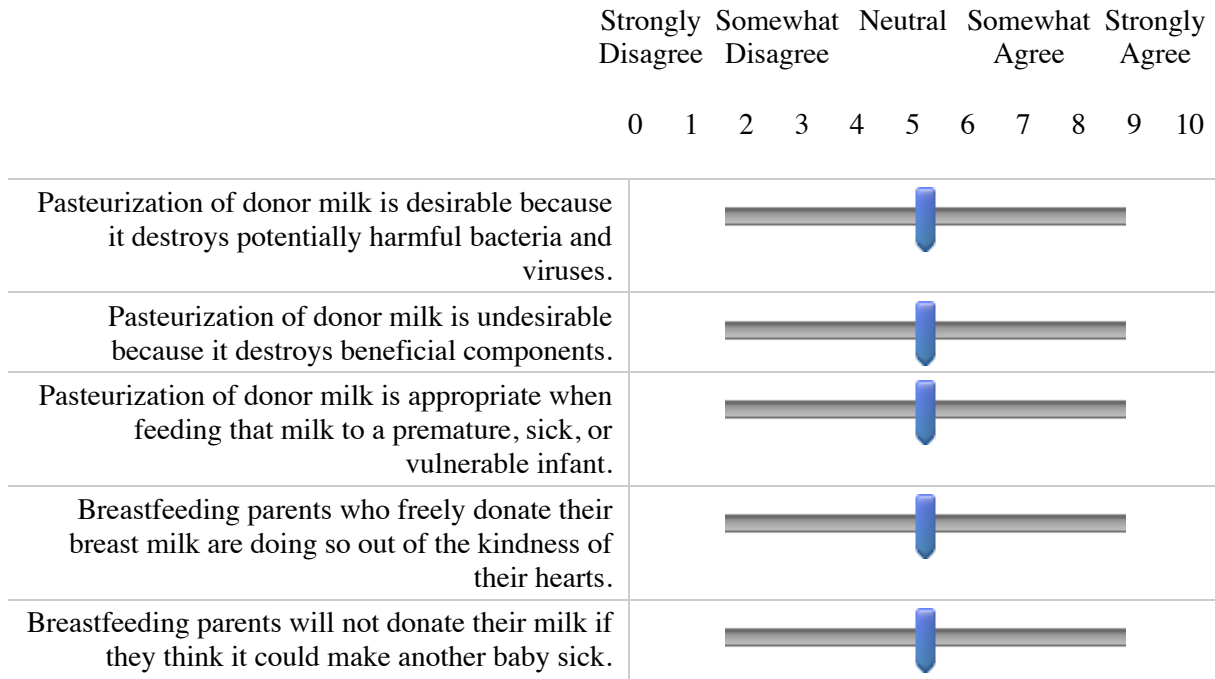 Strongly Somewhat Neutral Somewhat Strongly
Disagree Disagree Agree Agree
0 1 2 3 4 5 6 7 8 9 10
Pasteurization of donor milk is desirable because
it destroys potentially harmful bacteria and
viruses.
Pasteurization of donor milk is undesirable
because it destroys beneficial components.
Pasteurization of donor milk is appropriate when
feeding that milk to a premature, sick, or
vulnerable infant.
Breastfeeding parents who freely donate their
breast milk are doing so out of the kindness of
their hearts.
Breastfeeding parents will not donate their milk if
they think it could make another baby sick.